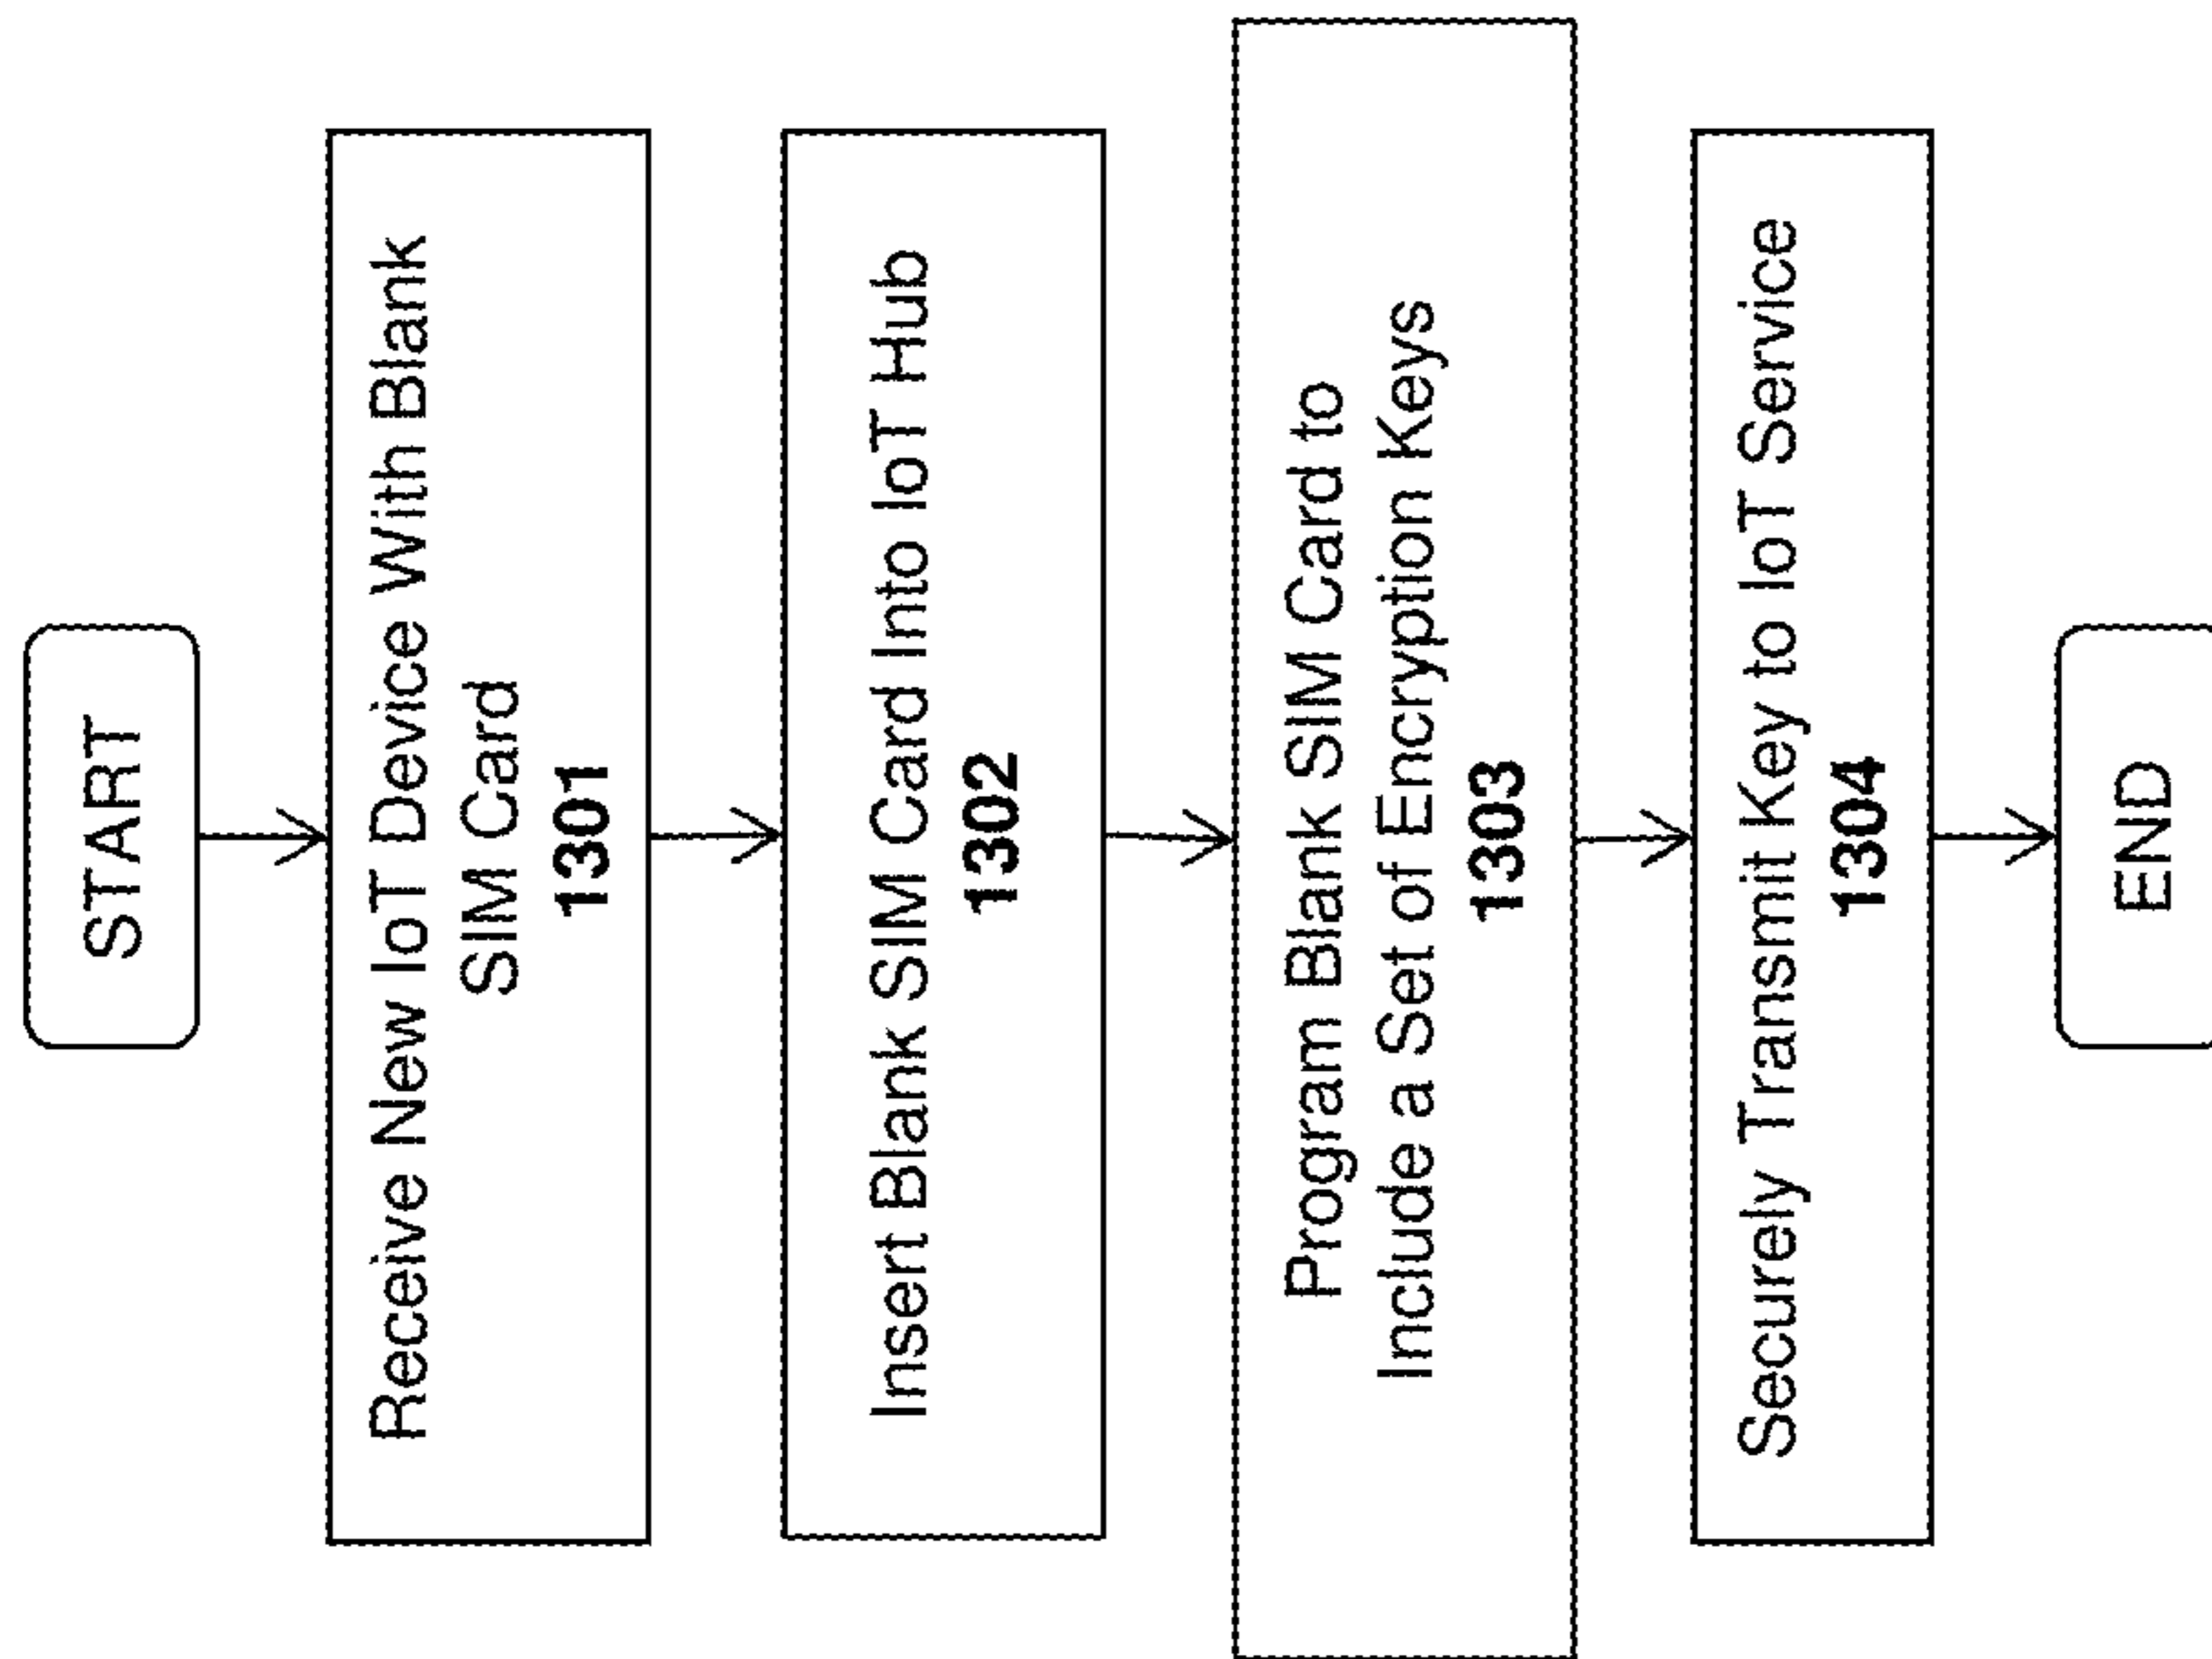 START
Receive New IoT Device With Blank
SIM Card
1301
Insert Blank SIM Card Into IoT Hub
1302
Program Blank SIM Card to
Include a Set of Encryption Keys
1303
Securely Transmit Key to IoT Service
1304
END